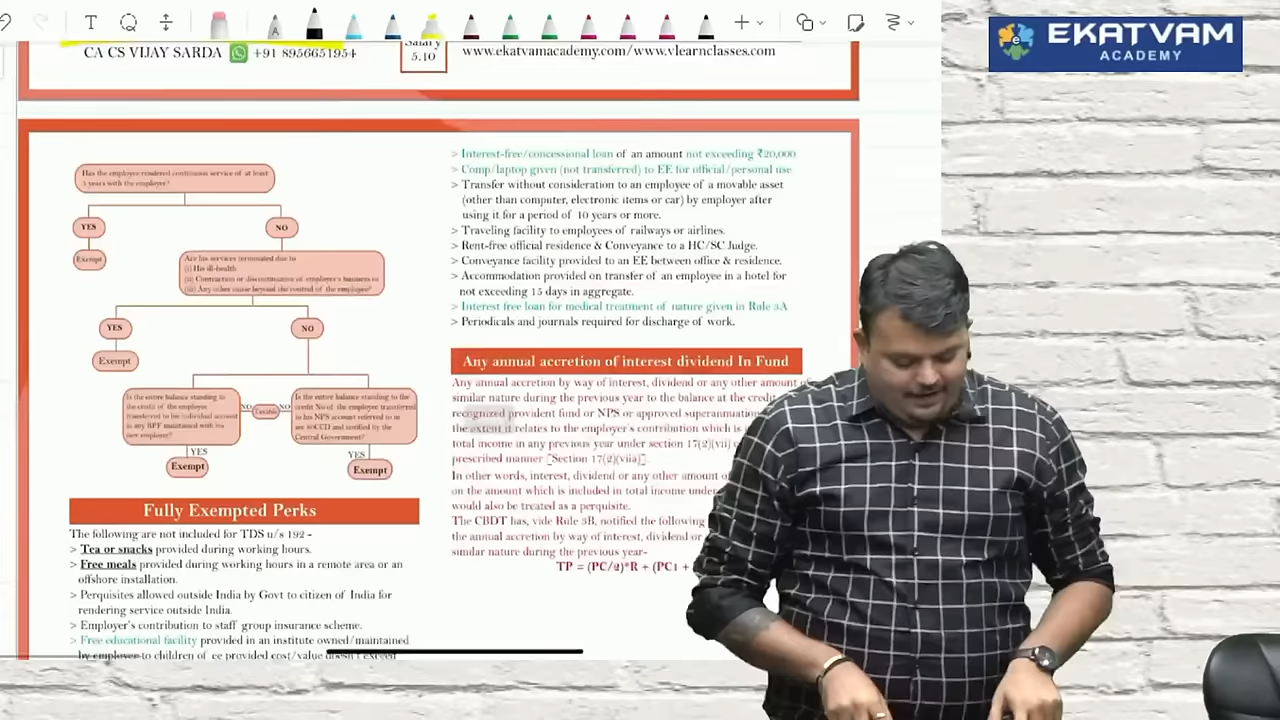 EKATVAM
ACADEMY
CA CS VIJAY SARDA +91 8956651954
Salary
5.10
www.ekatvamacademy.com/www.vlearnclasses.com
Has the employee rendered continuous service of at least
5 years with the employer?
YES
NO
Exempt
Are his services terminated due to
(i) His ill-health
(ii) Contraction or discontinuation of employer's business or
(iii) Any other cause beyond the control of the employee?
YES
NO
Exempt
Is the entire balance standing to
the credit of the employee
transferred to his individual account
in any RPF maintained with his
new employer?
NO
Taxable
NO
Is the entire balance standing to the
credit No of the employee transferred
to his NPS account referred to in
sec 80CCD and notified by the
Central Government?
YES
YES
Exempt
Exempt
Fully Exempted Perks
The following are not included for TDS u/s 192 -
> Tea or snacks provided during working hours.
> Free meals provided during working hours in a remote area or an
offshore installation.
> Perquisites allowed outside India by Govt to citizen of India for
rendering service outside India.
> Employer's contribution to staff group insurance scheme.
> Free educational facility provided in an institute owned/maintained
by employer to children of ee provided cost/value doesn't exceed
> Interest-free/concessional loan of an amount not exceeding ₹20,000
> Comp/laptop given (not transferred) to EE for official/personal use
> Transfer without consideration to an employee of a movable asset
(other than computer, electronic items or car) by employer after
using it for a period of 10 years or more.
> Traveling facility to employees of railways or airlines.
> Rent-free official residence & Conveyance to a HC/SC Judge.
> Conveyance facility provided to an EE between office & residence.
> Accommodation provided on transfer of an employee in a hotel for
not exceeding 15 days in aggregate.
> Interest free loan for medical treatment of nature given in Rule 3A
> Periodicals and journals required for discharge of work.
Any annual accretion of interest dividend In Fund
Any annual accretion by way of interest, dividend or any other amount of
similar nature during the previous year to the balance at the credit
recognized provident fund or NPS or approved superannuation
the extent it relates to the employer's contribution which is
total income in any previous year under section 17(2)(vii)
prescribed manner [Section 17(2)(viia)].
In other words, interest, dividend or any other amount of
on the amount which is included in total income under
would also be treated as a perquisite.
The CBDT has, vide Rule 3B, notified the following
the annual accretion by way of interest, dividend or
similar nature during the previous year-
TP = (PC/2)*R + (PC1 +